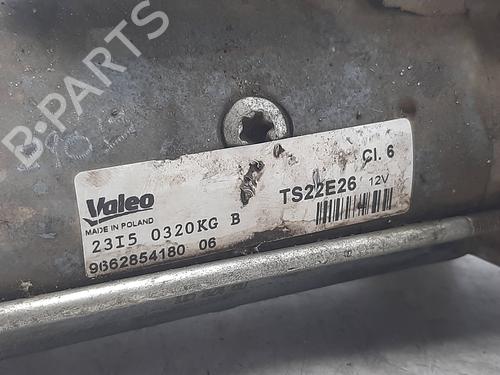 B-PARTS
Valeo
MADE IN POLAND
Cl. 6
TS22E26 12V
23I5 0320KG B
9662854180 06